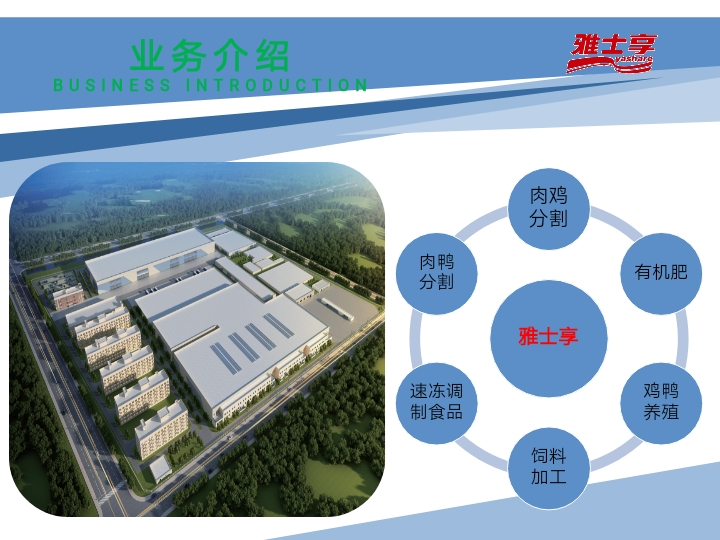 业务介绍
BUSINESS INTRODUCTION
雅士享
yashare
肉鸡
分割
有机肥
鸡鸭
养殖
饲料
加工
速冻调
制食品
肉鸭
分割
雅士享